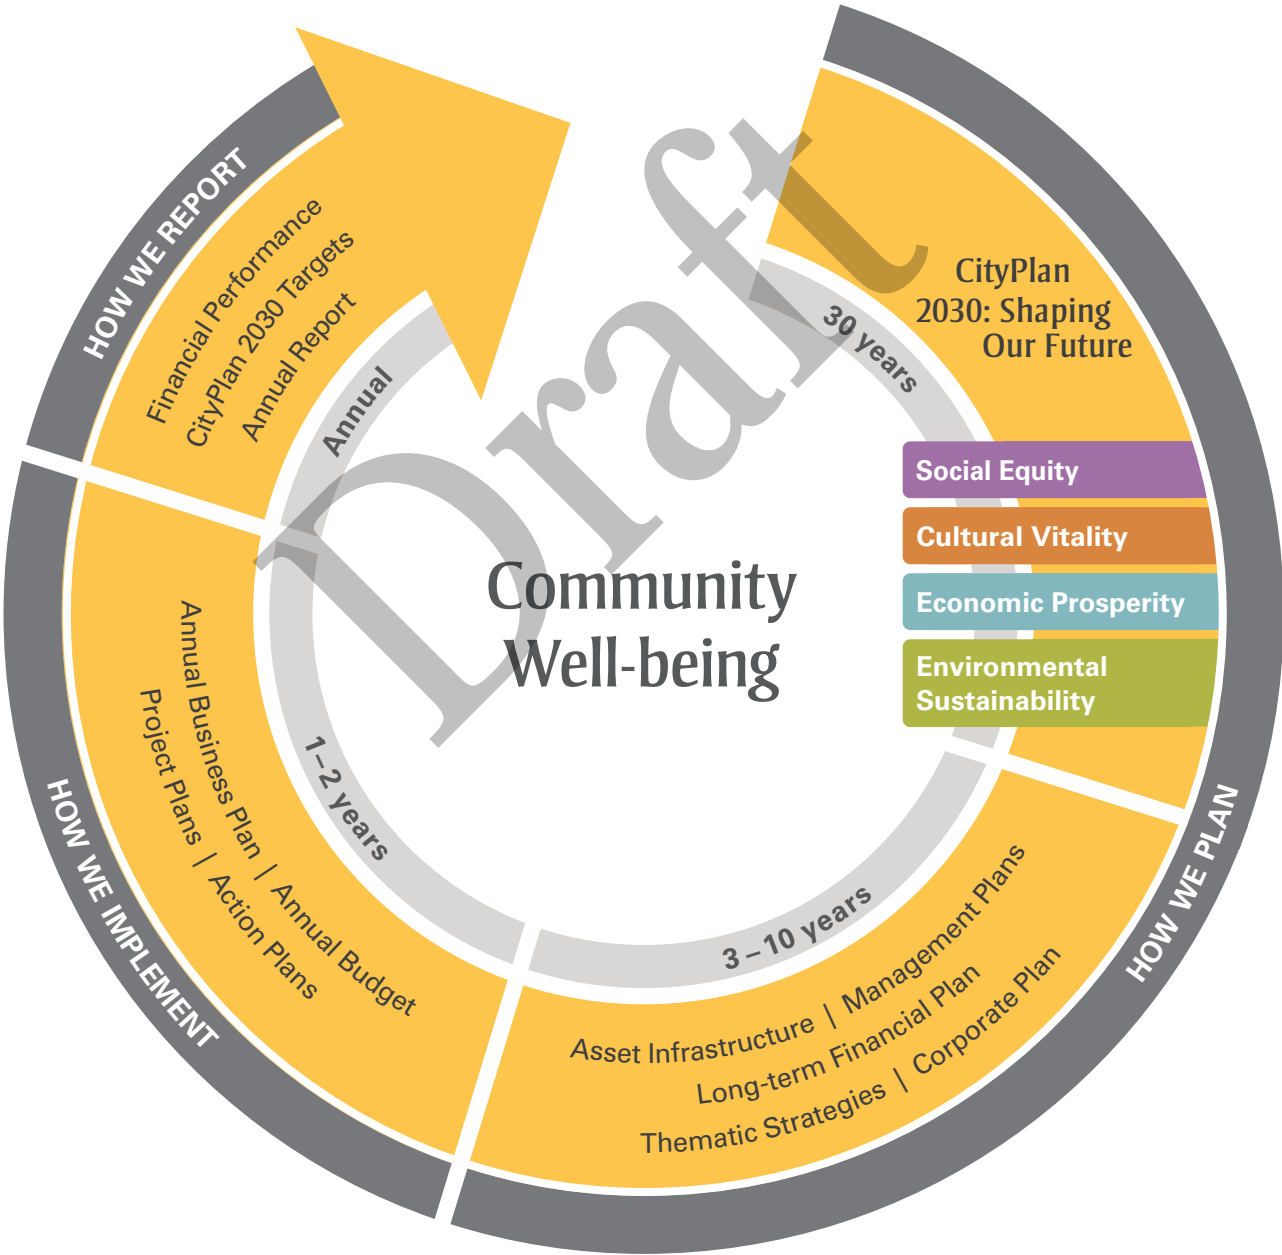 HOW WE REPORT
Financial Performance
CityPlan 2030 Targets
Annual Report
Annual
30 years
CityPlan
2030: Shaping
Our Future
Social Equity
Cultural Vitality
Economic Prosperity
Environmental
Sustainability
Draft
Community
Well-being
HOW WE PLAN
3–10 years
Asset Infrastructure | Management Plans
Long-term Financial Plan
Thematic Strategies | Corporate Plan
1–2 years
Annual Business Plan | Annual Budget
Project Plans | Action Plans
HOW WE IMPLEMENT